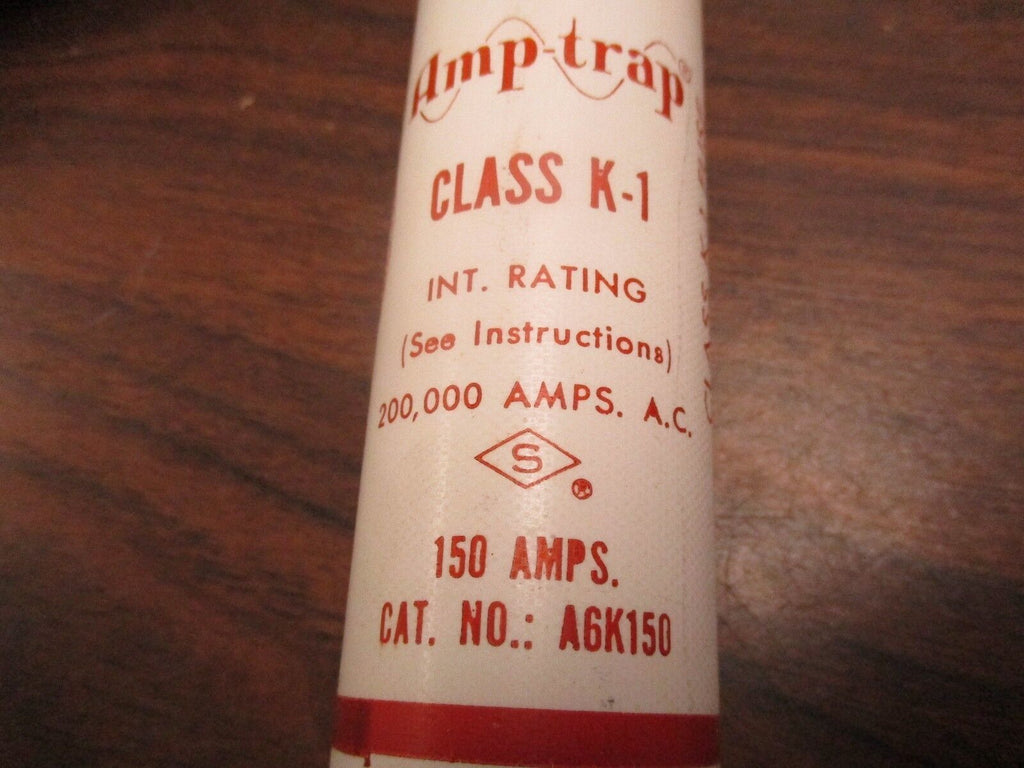 Amp-trap®
CLASS K-1
INT. RATING
(See Instructions)
200,000 AMPS. A.C.
S
150 AMPS.
CAT. NO.: A6K150